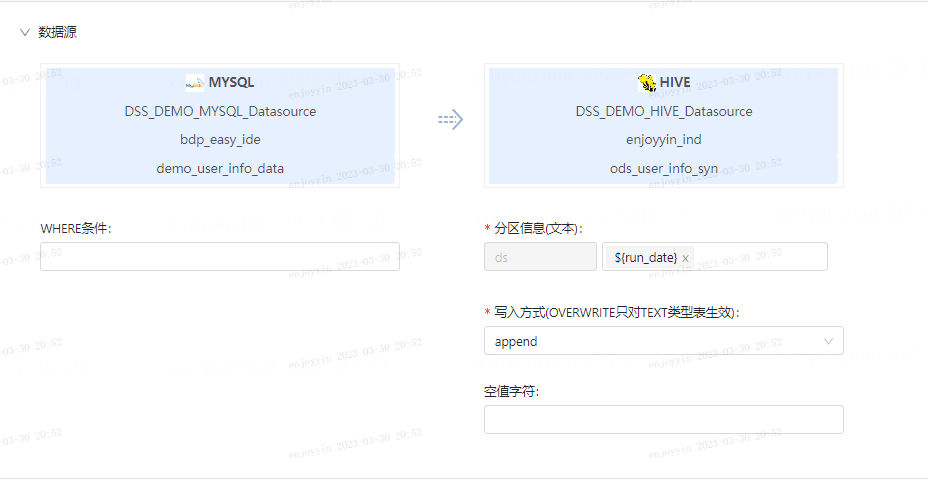 数据源
MYSQL
DSS_DEMO_MYSQL_Datasource
bdp_easy_ide
demo_user_info_data
HIVE
DSS_DEMO_HIVE_Datasource
enjoyyin_ind
ods_user_info_syn
WHERE条件:
* 分区信息(文本):
ds
${run_date} x
* 写入方式(OVERWRITE只对TEXT类型表生效):
append
空值字符:
enjoyyin 2023-03-30 20:52